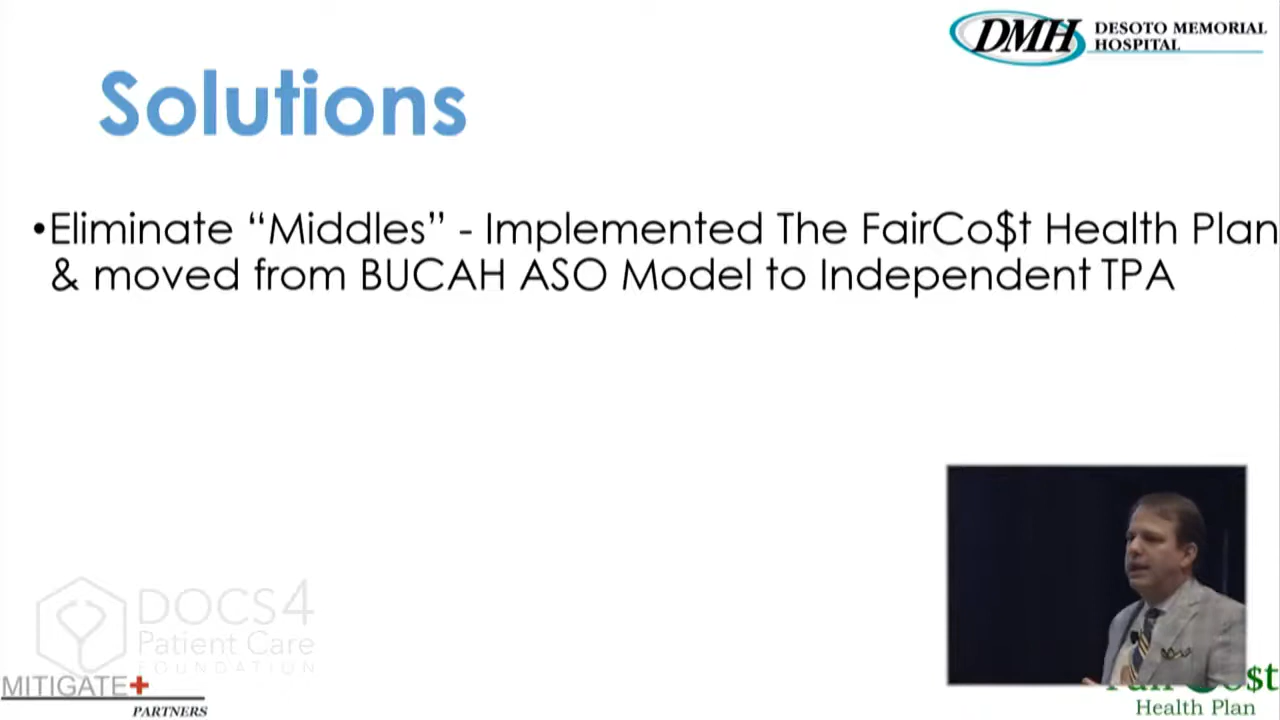 DMH DESOTO MEMORIAL
HOSPITAL
Solutions
•Eliminate “Middles” - Implemented The FairCo$t Health Plan
& moved from BUCAH ASO Model to Independent TPA
DOCS4
Patient Care
FOUNDATION
MITIGATE+
PARTNERS
$t
Health Plan